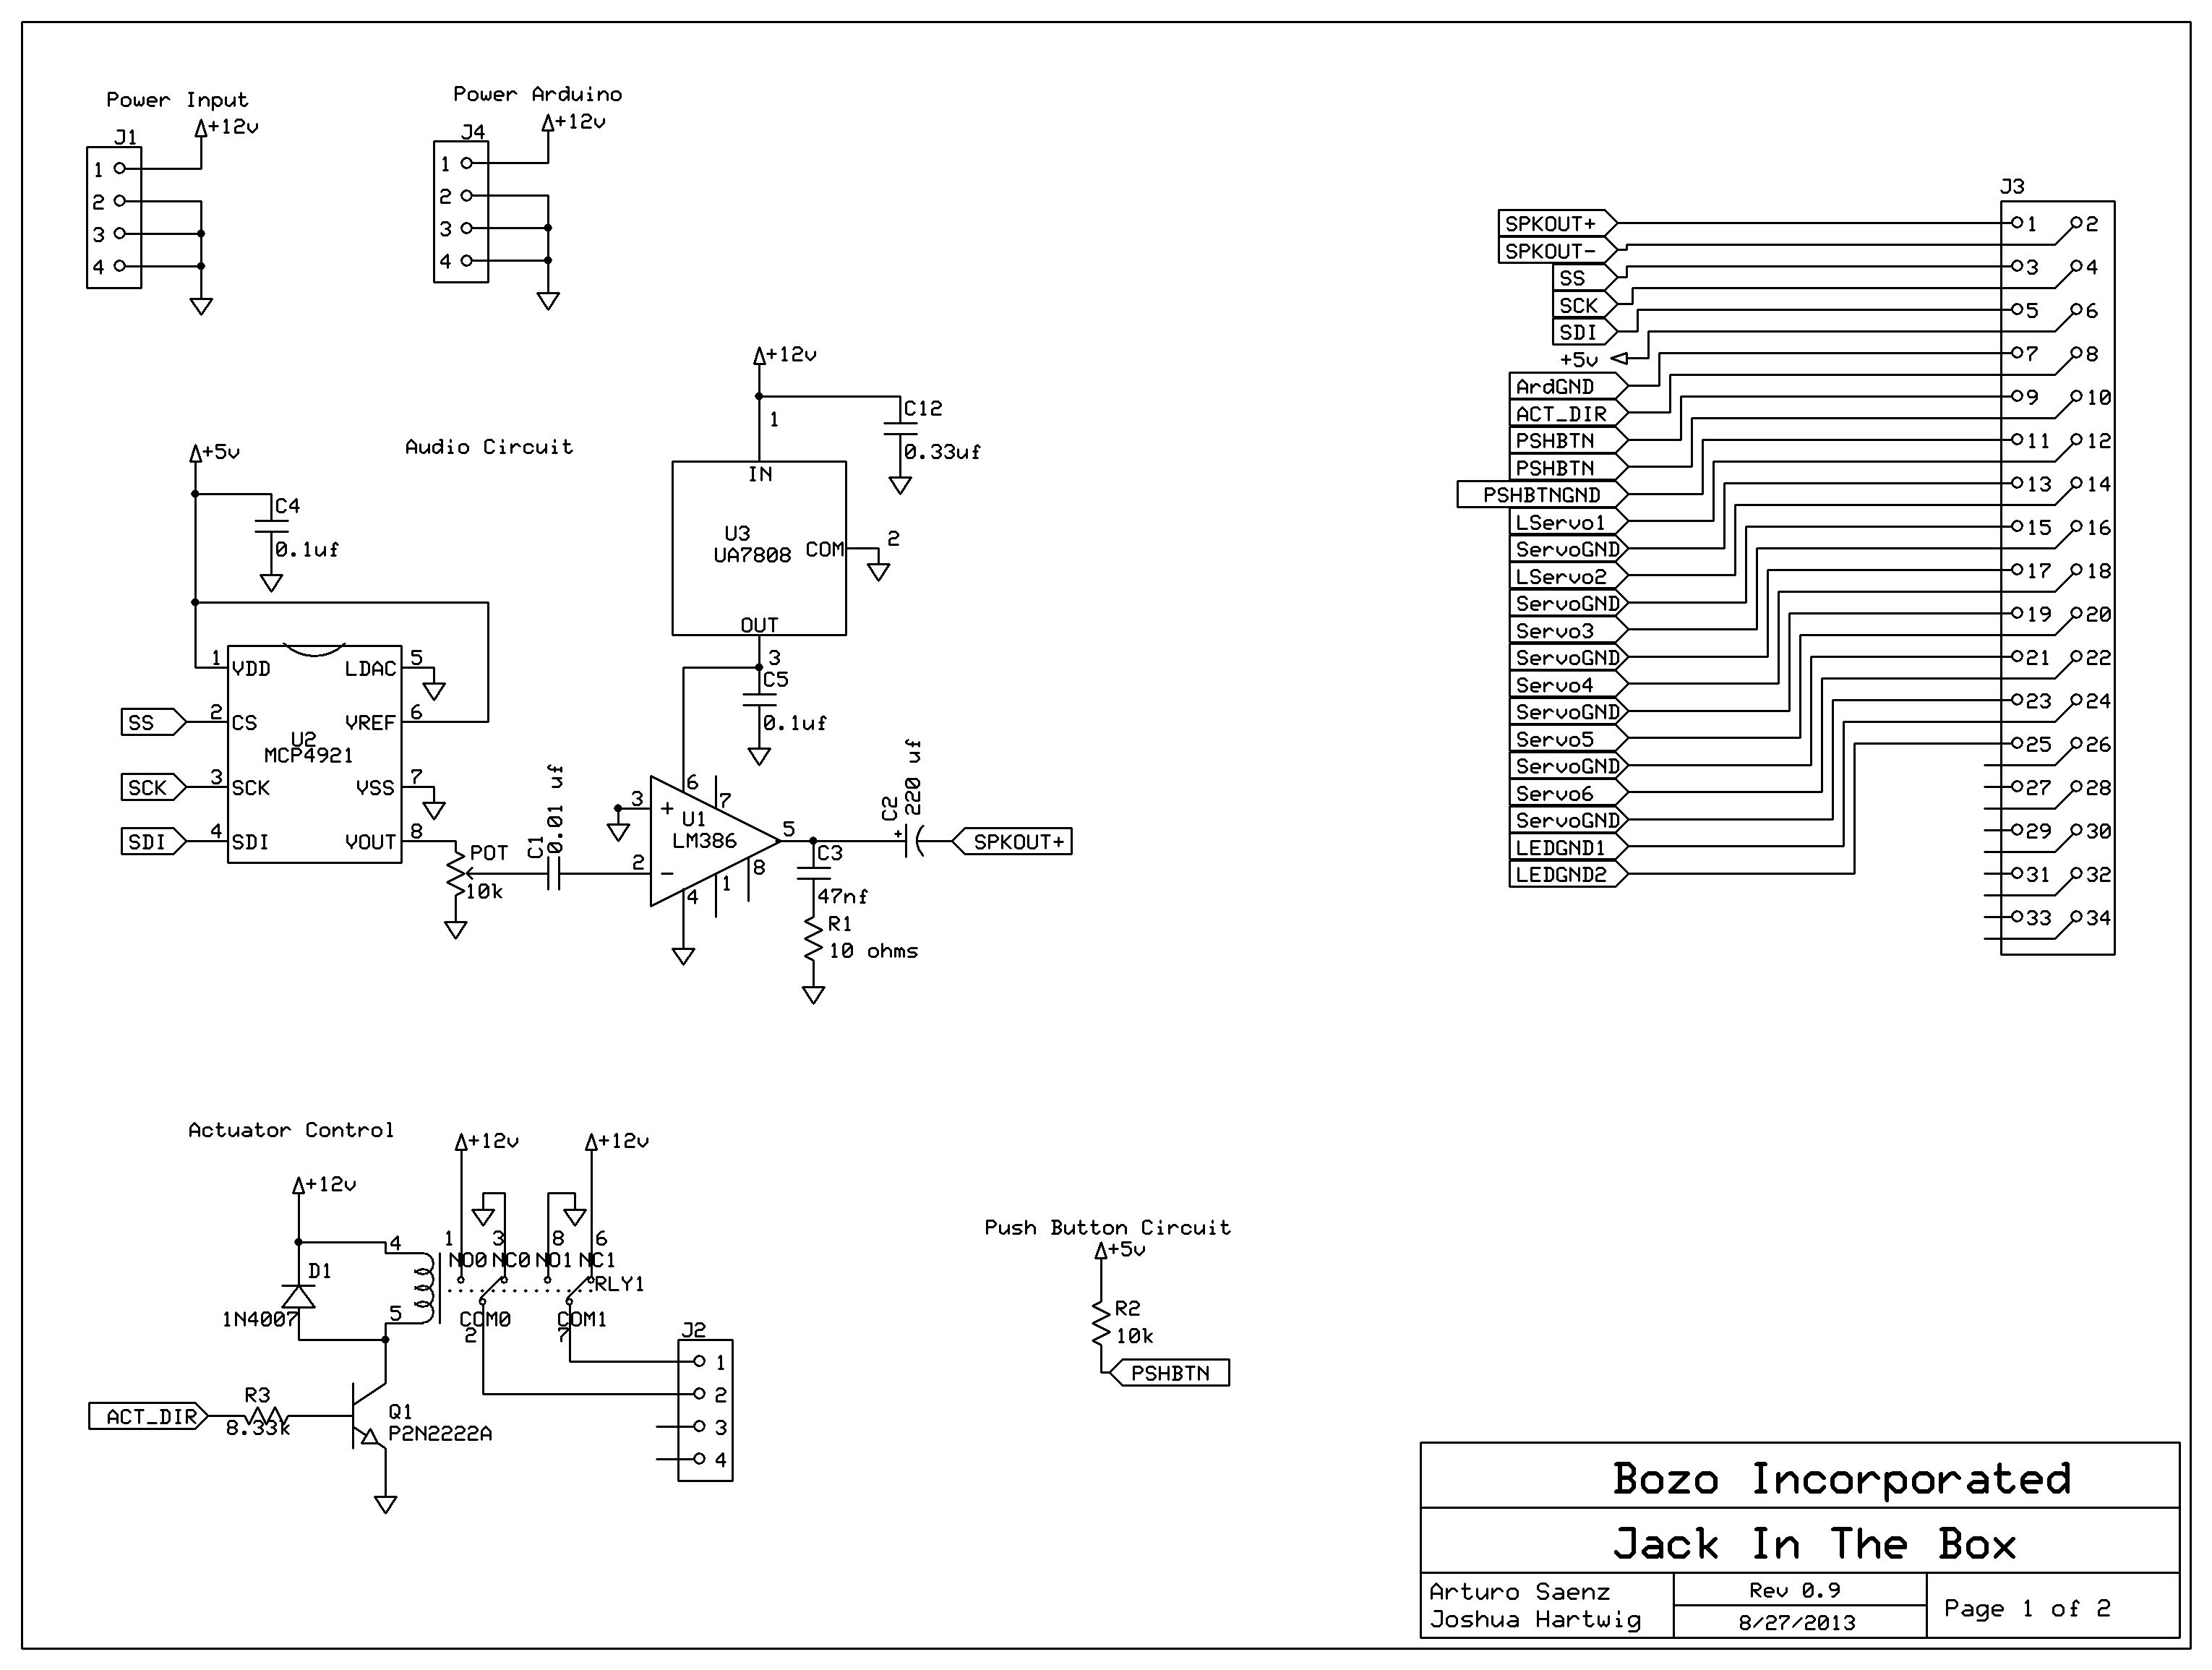 Power Input
+12v
J1
1
2
3
4
Power Arduino
+12v
J4
1
2
3
4
Audio Circuit
+5v
C4
0.1uf
1
VDD
LDAC
5
SS
2
CS
VREF
6
U2
MCP4921
SCK
3
SCK
VSS
7
SDI
4
SDI
VOUT
8
POT
10k
C1
0.01 uf
+12v
C12
0.33uf
1
IN
U3
UA7808
COM
2
OUT
3
C5
0.1uf
6
7
3
+
U1
LM386
2
-
4
1
8
5
C3
47nf
R1
10 ohms
C2
220 uf
+
SPKOUT+
J3
SPKOUT+
1
2
SPKOUT-
SS
3
4
SCK
SDI
5
6
+5v
7
8
ArdGND
ACT_DIR
9
10
PSHBTN
11
12
PSHBTN
PSHBTNGND
13
14
LServo1
15
16
ServoGND
LServo2
17
18
ServoGND
19
20
Servo3
ServoGND
21
22
Servo4
23
24
ServoGND
Servo5
25
26
ServoGND
27
28
Servo6
ServoGND
29
30
LEDGND1
LEDGND2
31
32
33
34
Actuator Control
+12v
+12v
+12v
4
1
3
8
6
NO0
NC0
NO1
NC1
D1
1N4007
5
RLY1
COM0
2
COM1
7
J2
1
2
3
4
ACT_DIR
R3
8.33k
Q1
P2N2222A
Push Button Circuit
+5v
R2
10k
PSHBTN
Bozo Incorporated
Jack In The Box
Arturo Saenz
Joshua Hartwig
Rev 0.9
8/27/2013
Page 1 of 2